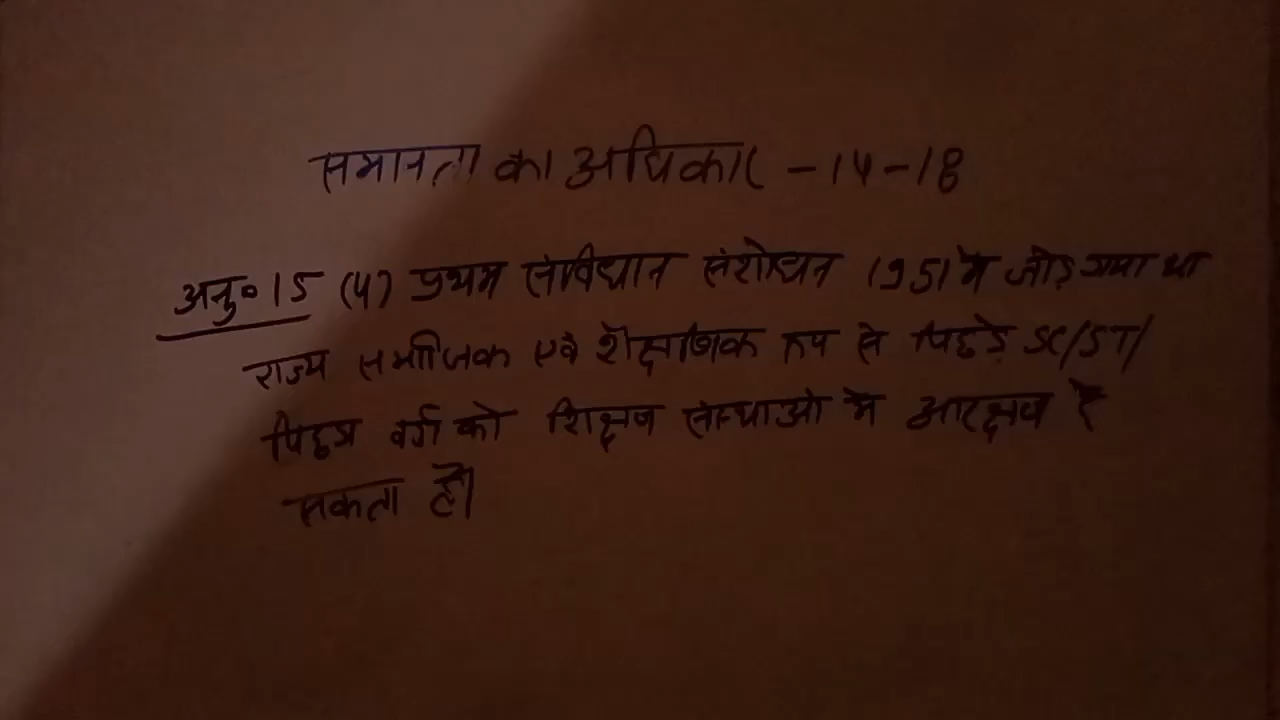 समानता का अधिकार - 14 - 18
अनु० 15 (4) प्रथम संविधान संशोधन 1951 मे जोड़ गया था
राज्य समाजिक एवं शैक्षणिक रूप से पिछड़े SC/ST/
पिछड़ा वर्ग को शिक्षण संस्थाओ मे आरक्षण दे
सकता है।